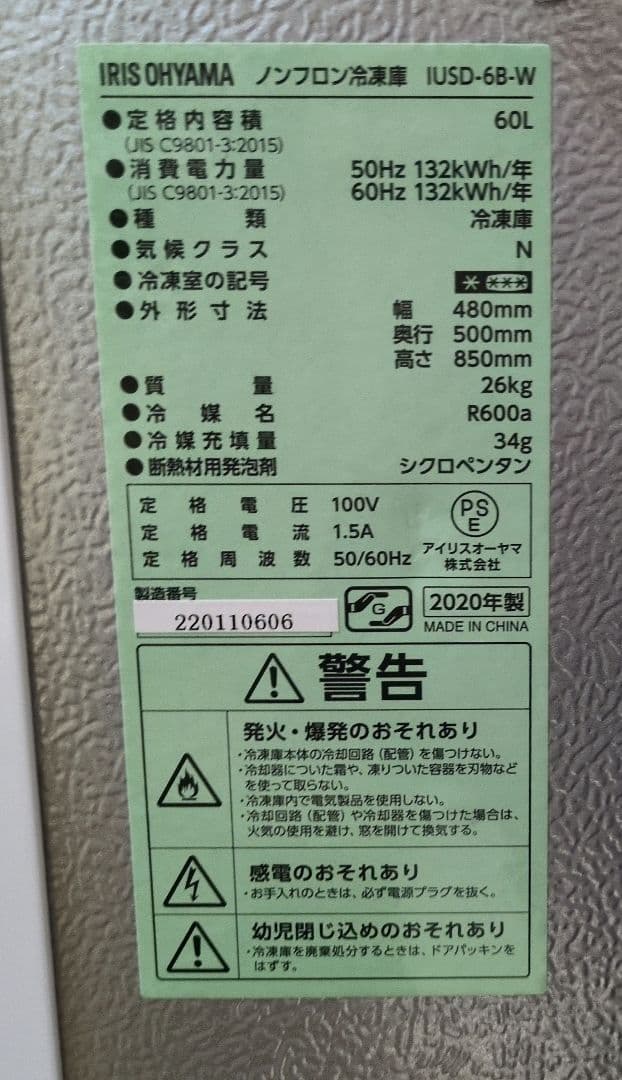 IRIS OHYAMA ノンフロン冷凍庫 IUSD-6B-W
●定格内容積 60L
(JIS C9801-3:2015)
●消費電力量 50Hz 132kWh/年
(JIS C9801-3:2015) 60Hz 132kWh/年
●種類 冷凍庫
●気候クラス N
●冷凍室の記号
●外形寸法 幅 480mm
奥行 500mm
高さ 850mm
●質量 26kg
●冷媒名 R600a
●冷媒充填量 34g
●断熱材用発泡剤 シクロペンタン
定格電圧 100V
定格電流 1.5A
定格周波数 50/60Hz
PS
E
アイリスオーヤマ
株式会社
製造番号
220110606
G
2020年製
MADE IN CHINA
警告
発火・爆発のおそれあり
・冷凍庫本体の冷却回路(配管)を傷つけない。
・冷却器についた霜や、凍りついた容器を刃物など
を使って取らない。
・冷凍庫内で電気製品を使用しない。
・冷却回路(配管)や冷却器を傷つけた場合は、
火気の使用を避け、窓を開けて換気する。
感電のおそれあり
・お手入れのときは、必ず電源プラグを抜く。
幼児閉じ込めのおそれあり
・冷凍庫を廃棄処分するときは、ドアパッキンを
はずす。